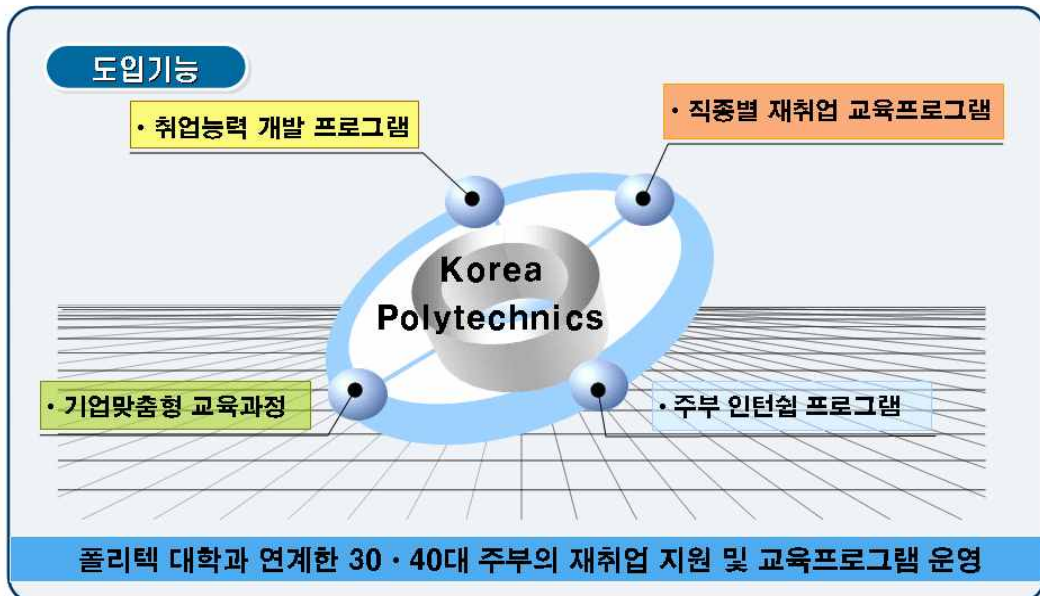 도입기능
· 취업능력 개발 프로그램
· 직종별 재취업 교육프로그램
Korea
Polytechnics
· 기업맞춤형 교육과정
· 주부 인턴쉽 프로그램
폴리텍 대학과 연계한 30 · 40대 주부의 재취업 지원 및 교육프로그램 운영